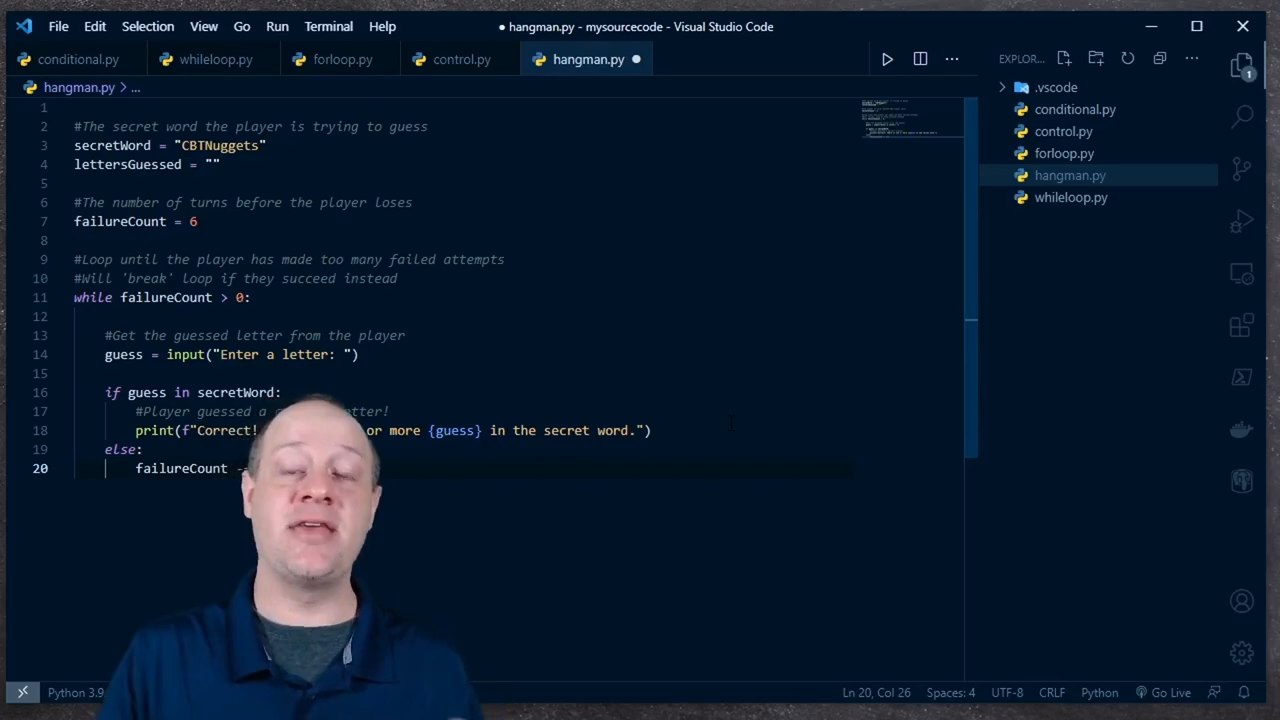 File Edit Selection View Go Run Terminal Help
● hangman.py - mysourcecode - Visual Studio Code
conditional.py whileloop.py forloop.py control.py hangman.py
EXPLOR...
hangman.py > ...
1
2 #The secret word the player is trying to guess
3 secretWord = "CBTNuggets"
4 lettersGuessed = ""
5
6 #The number of turns before the player loses
7 failureCount = 6
8
9 #Loop until the player has made too many failed attempts
10 #Will 'break' loop if they succeed instead
11 while failureCount > 0:
12
13 #Get the guessed letter from the player
14 guess = input("Enter a letter: ")
15
16 if guess in secretWord:
17 #Player guessed a
18 print(f"Correct! or more {guess} in the secret word.")
19 else:
20 failureCount
.vscode
conditional.py
control.py
forloop.py
hangman.py
whileloop.py
1
Python 3.9
Ln 20, Col 26 Spaces: 4 UTF-8 CRLF Python Go Live